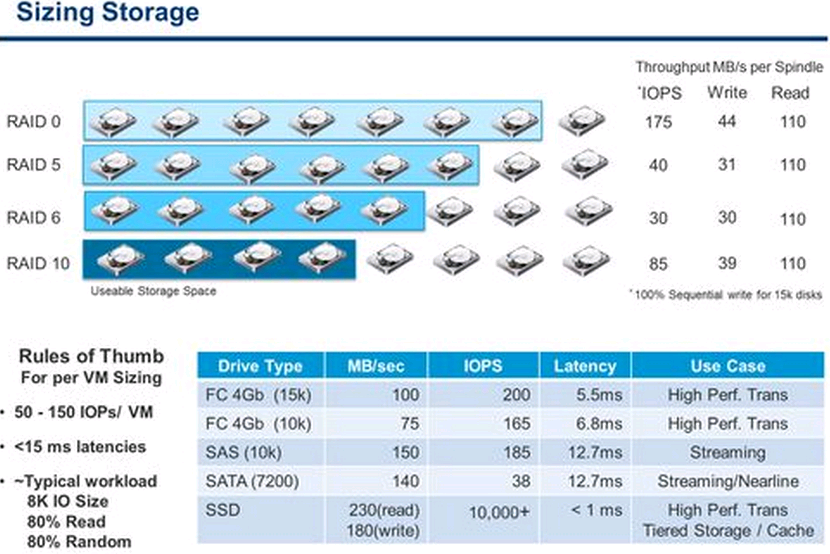 Sizing Storage
Throughput MB/s per Spindle
*IOPS Write Read
RAID 0 175 44 110
RAID 5 40 31 110
RAID 6 30 30 110
RAID 10 85 39 110
Useable Storage Space
*100% Sequential write for 15k disks
Rules of Thumb
For per VM Sizing
• 50 - 150 IOPs/ VM
• <15 ms latencies
• ~Typical workload
8K IO Size
80% Read
80% Random
Drive Type MB/sec IOPS Latency Use Case
FC 4Gb (15k) 100 200 5.5ms High Perf. Trans
FC 4Gb (10k) 75 165 6.8ms High Perf. Trans
SAS (10k) 150 185 12.7ms Streaming
SATA (7200) 140 38 12.7ms Streaming/Nearline
SSD 230(read) 10,000+ < 1 ms High Perf. Trans
180(write) Tiered Storage / Cache